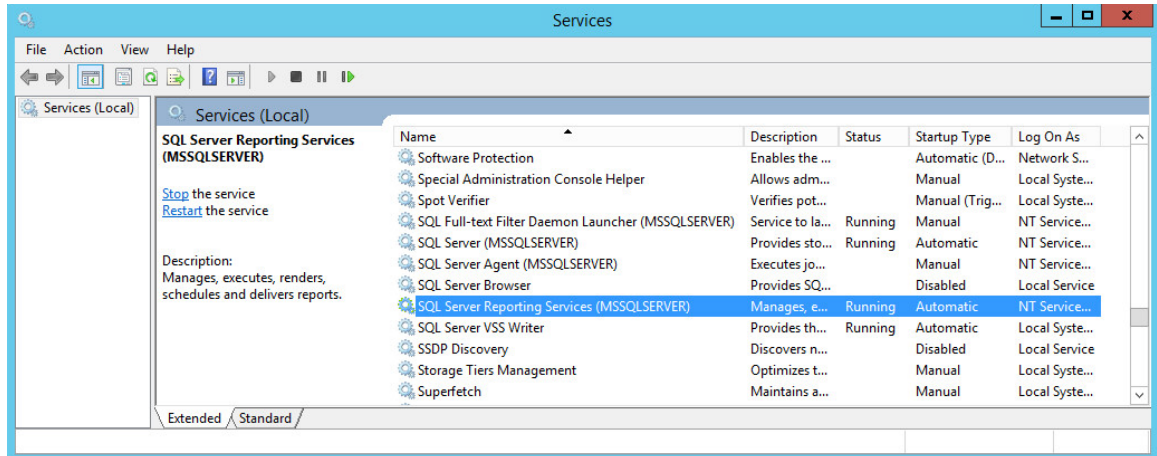 Services
File Action View Help
Services (Local)
Services (Local)
SQL Server Reporting Services
(MSSQLSERVER)
Stop the service
Restart the service
Description:
Manages, executes, renders,
schedules and delivers reports.
Name Description Status Startup Type Log On As
Software Protection Enables the ... Automatic (D... Network S...
Special Administration Console Helper Allows adm... Manual Local Syste...
Spot Verifier Verifies pot... Manual (Trig... Local Syste...
SQL Full-text Filter Daemon Launcher (MSSQLSERVER) Service to la... Running Manual NT Service...
SQL Server (MSSQLSERVER) Provides sto... Running Automatic NT Service...
SQL Server Agent (MSSQLSERVER) Executes jo... Manual NT Service...
SQL Server Browser Provides SQ... Disabled Local Service
SQL Server Reporting Services (MSSQLSERVER) Manages, e... Running Automatic NT Service...
SQL Server VSS Writer Provides th... Running Automatic Local Syste...
SSDP Discovery Discovers n... Disabled Local Service
Storage Tiers Management Optimizes t... Manual Local Syste...
Superfetch Maintains a... Manual Local Syste...
Extended Standard